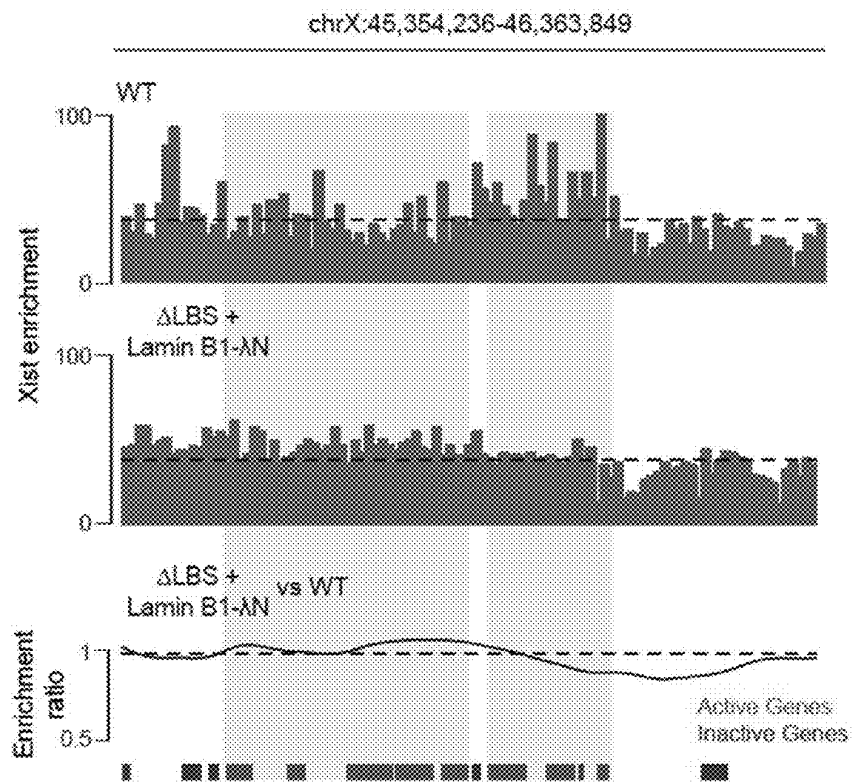 chrX:45,354,236-46,363,849
WT
100
0
Xist enrichment
ΔLBS +
Lamin B1-λN
100
0
ΔLBS +
Lamin B1-λN vs WT
Enrichment
ratio
1
0.5
Active Genes
Inactive Genes